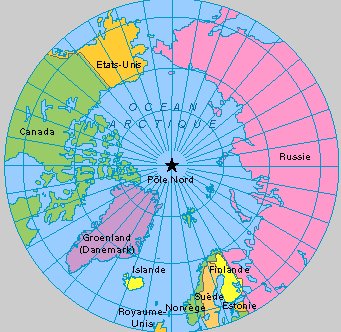 Etats-Unis
OCEAN
ARCTIQUE
Canada
Russie
Pôle Nord
Groenland
(Danemark)
Islande
Finlande
Suède
Norvège
Estonie
Royaume-
Unis